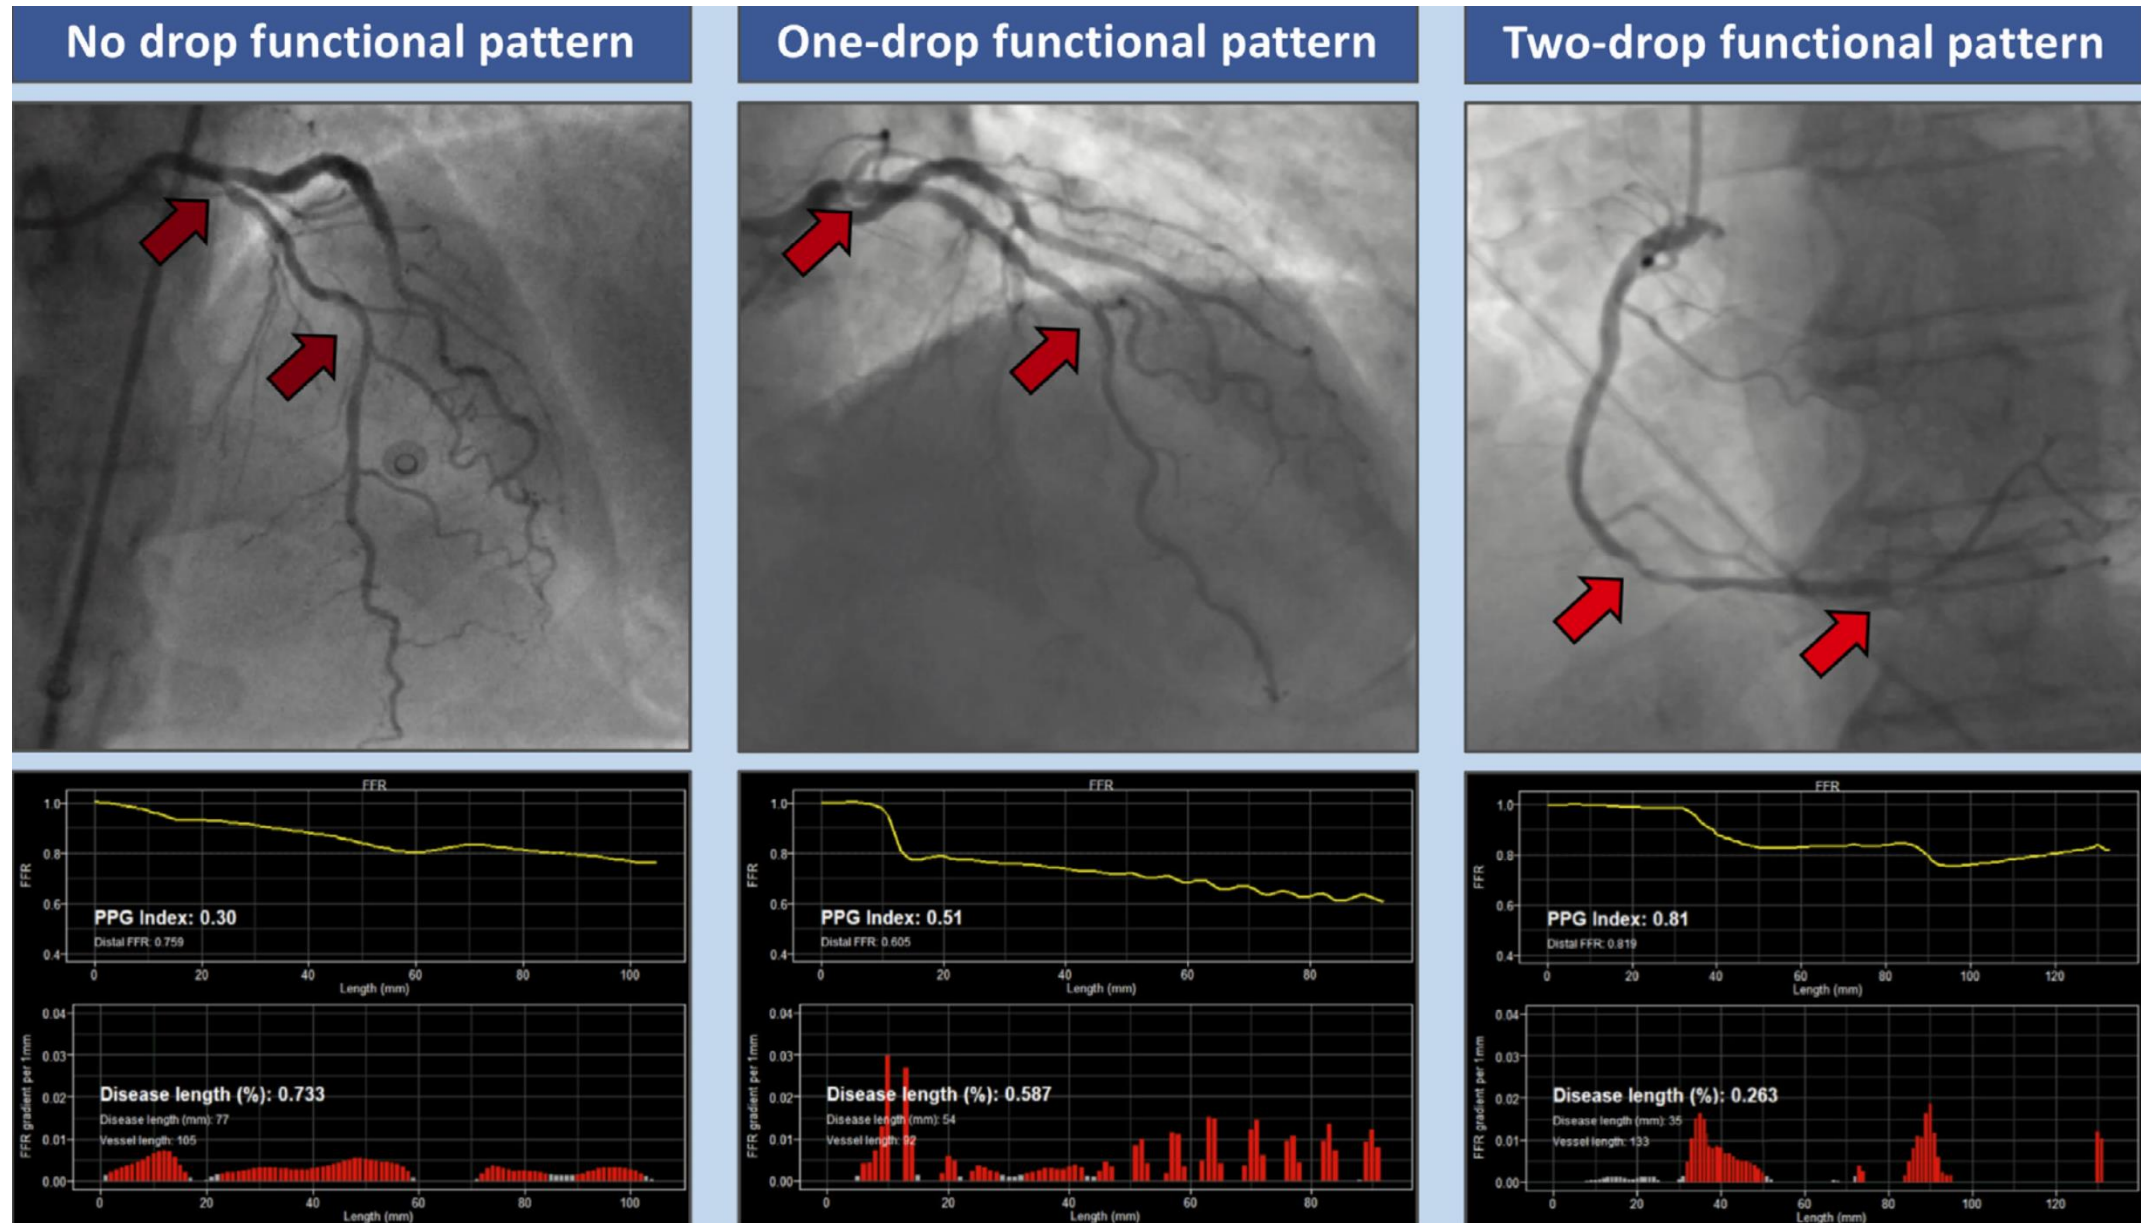 No drop functional pattern
One-drop functional pattern
Two-drop functional pattern
FFR
1.0
0.8
0.6
0.4
FFR
PPG Index: 0.30
Distal FFR: 0.759
0 20 40 60 80 100
Length (mm)
0.04
0.03
0.02
0.01
0.00
FFR gradient per 1mm
Disease length (%): 0.733
Disease length (mm): 77
Vessel length: 105
0 20 40 60 80 100
Length (mm)
FFR
1.0
0.8
0.6
0.4
FFR
PPG Index: 0.51
Distal FFR: 0.605
0 20 40 60 80
Length (mm)
0.04
0.03
0.02
0.01
0.00
FFR gradient per 1mm
Disease length (%): 0.587
Disease length (mm): 54
Vessel length: 92
0 20 40 60 80
Length (mm)
FFR
1.0
0.8
0.6
0.4
FFR
PPG Index: 0.81
Distal FFR: 0.819
0 20 40 60 80 100 120
Length (mm)
0.04
0.03
0.02
0.01
0.00
FFR gradient per 1mm
Disease length (%): 0.263
Disease length (mm): 35
Vessel length: 133
0 20 40 60 80 100 120
Length (mm)